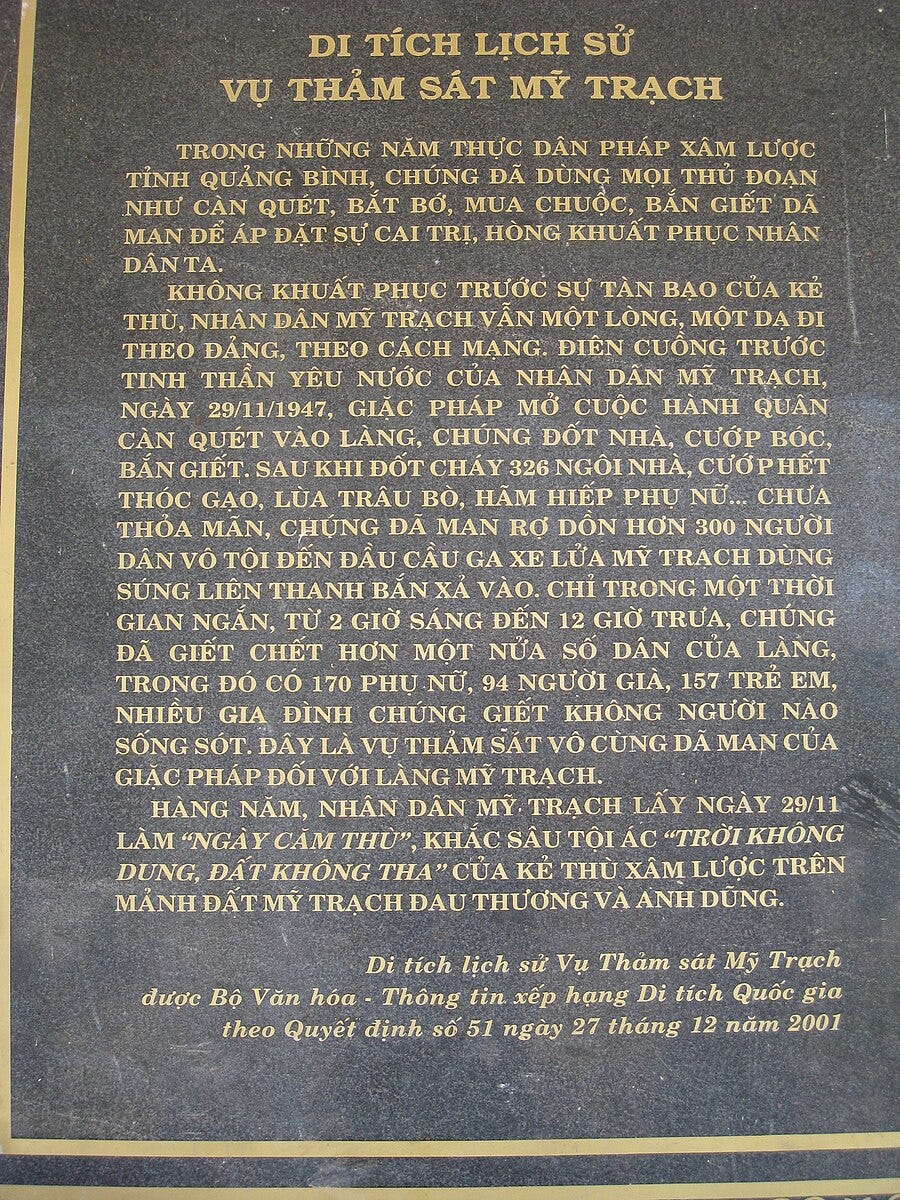 DI TÍCH LỊCH SỬ
VỤ THẢM SÁT MỸ TRẠCH
TRONG NHỮNG NĂM THỰC DÂN PHÁP XÂM LƯỢC
TỈNH QUẢNG BÌNH, CHÚNG ĐÃ DÙNG MỌI THỦ ĐOẠN
NHƯ CÀN QUÉT, BẮT BỚ, MUA CHUỘC, BẮN GIẾT DÃ
MAN ĐỂ ÁP ĐẶT SỰ CAI TRỊ, HÒNG KHUẤT PHỤC NHÂN
DÂN TA.
KHÔNG KHUẤT PHỤC TRƯỚC SỰ TÀN BẠO CỦA KẺ
THÙ, NHÂN DÂN MỸ TRẠCH VẪN MỘT LÒNG, MỘT DẠ ĐI
THEO ĐẢNG, THEO CÁCH MẠNG. ĐIÊN CUỒNG TRƯỚC
TINH THẦN YÊU NƯỚC CỦA NHÂN DÂN MỸ TRẠCH,
NGÀY 29/11/1947, GIẶC PHÁP MỞ CUỘC HÀNH QUÂN
CÀN QUÉT VÀO LÀNG, CHÚNG ĐỐT NHÀ, CƯỚP BÓC,
BẮN GIẾT. SAU KHI ĐỐT CHÁY 326 NGÔI NHÀ, CƯỚP HẾT
THÓC GẠO, LÙA TRÂU BÒ, HÃM HIẾP PHỤ NỮ... CHƯA
THỎA MÃN, CHÚNG ĐÃ MAN RỢ DỒN HƠN 300 NGƯỜI
DÂN VÔ TỘI ĐẾN ĐẦU CẦU GA XE LỬA MỸ TRẠCH DÙNG
SÚNG LIÊN THANH BẮN XẢ VÀO. CHỈ TRONG MỘT THỜI
GIAN NGẮN, TỪ 2 GIỜ SÁNG ĐẾN 12 GIỜ TRƯA, CHÚNG
ĐÃ GIẾT CHẾT HƠN MỘT NỬA SỐ DÂN CỦA LÀNG,
TRONG ĐÓ CÓ 170 PHỤ NỮ, 94 NGƯỜI GIÀ, 157 TRẺ EM,
NHIỀU GIA ĐÌNH CHÚNG GIẾT KHÔNG NGƯỜI NÀO
SỐNG SÓT. ĐÂY LÀ VỤ THẢM SÁT VÔ CÙNG DÃ MAN CỦA
GIẶC PHÁP ĐỐI VỚI LÀNG MỸ TRẠCH.
HÀNG NĂM, NHÂN DÂN MỸ TRẠCH LẤY NGÀY 29/11
LÀM “NGÀY CĂM THÙ”, KHẮC SÂU TỘI ÁC “TRỜI KHÔNG
DUNG, ĐẤT KHÔNG THA” CỦA KẺ THÙ XÂM LƯỢC TRÊN
MẢNH ĐẤT MỸ TRẠCH ĐAU THƯƠNG VÀ ANH DŨNG.
Di tích lịch sử Vụ Thảm sát Mỹ Trạch
được Bộ Văn hóa - Thông tin xếp hạng Di tích Quốc gia
theo Quyết định số 51 ngày 27 tháng 12 năm 2001